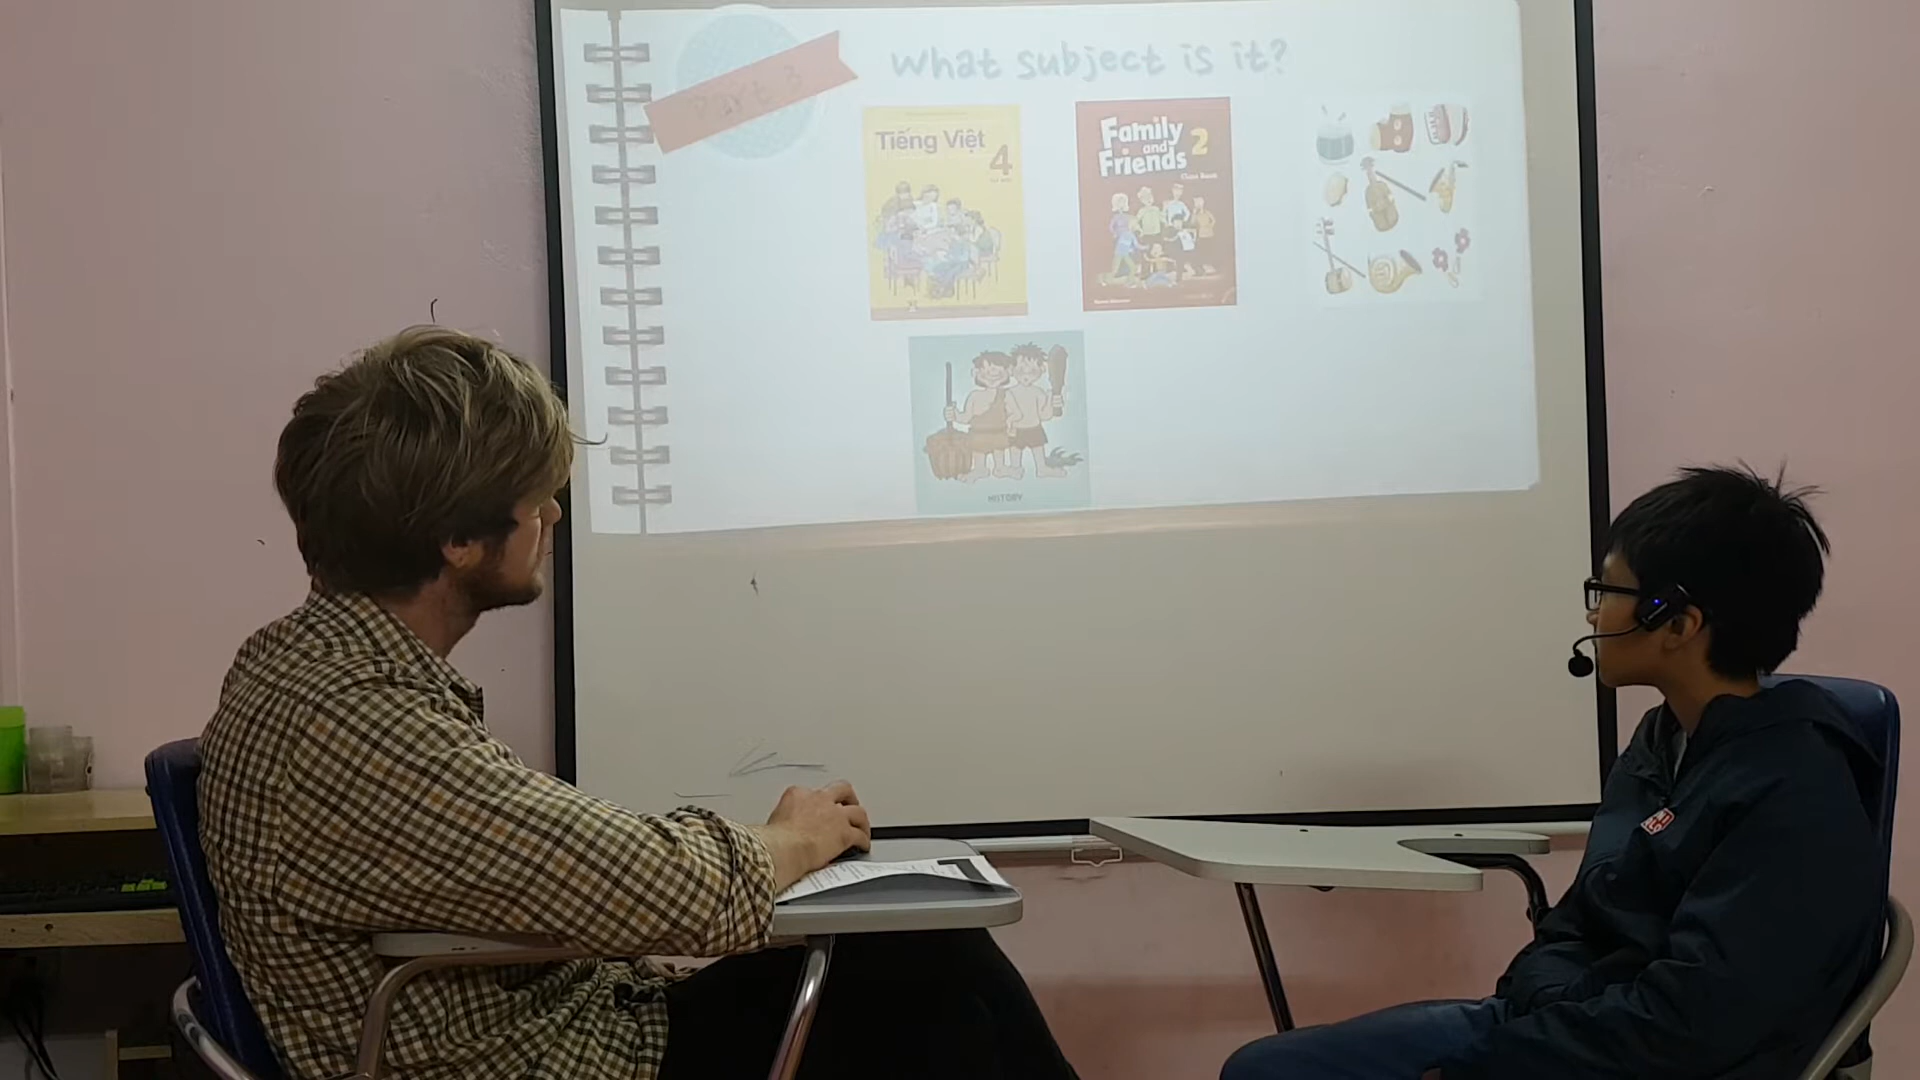 Part 3
What subject is it?
Tiếng Việt
4
Family
and
Friends
2
Class Book
HISTORY